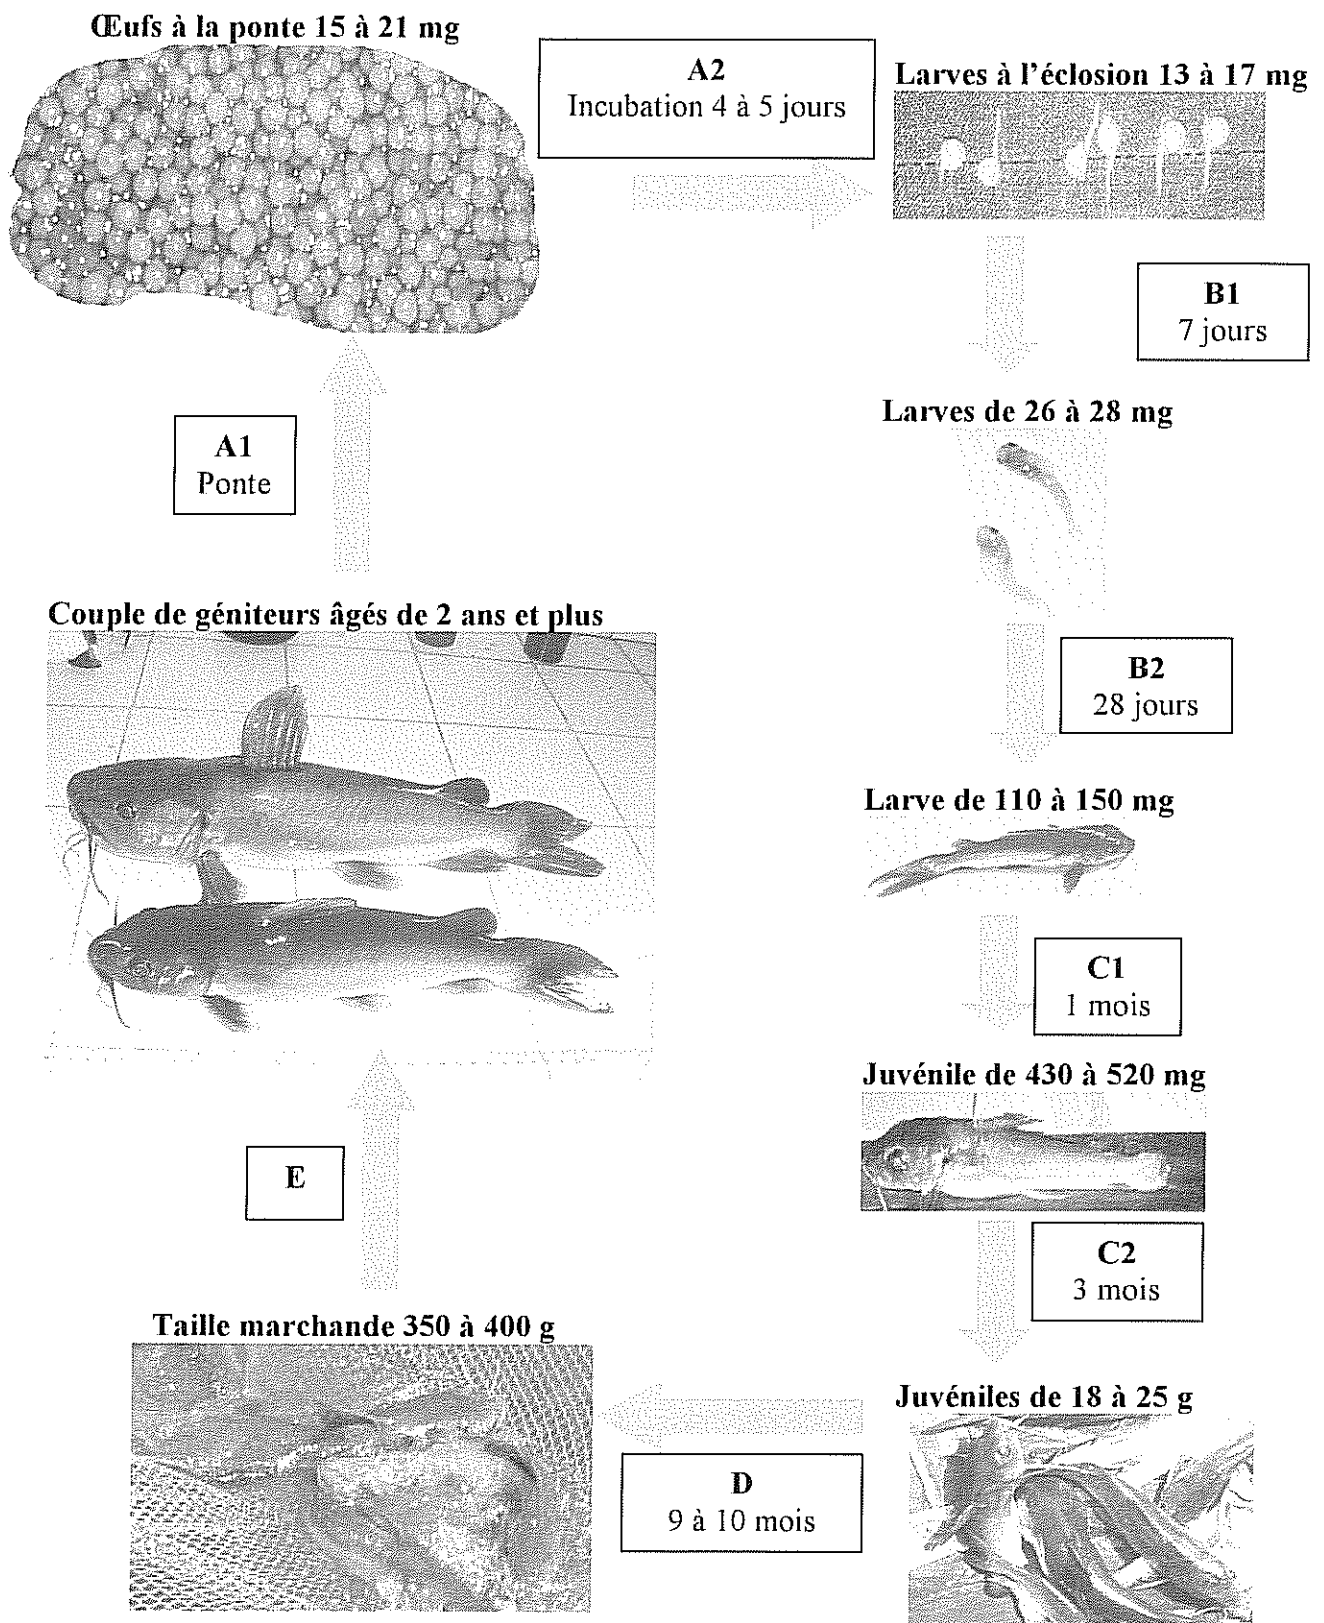 Œufs à la ponte 15 à 21 mg
A2
Incubation 4 à 5 jours
Larves à l'éclosion 13 à 17 mg
B1
7 jours
Larves de 26 à 28 mg
A1
Ponte
Couple de géniteurs âgés de 2 ans et plus
B2
28 jours
Larve de 110 à 150 mg
C1
1 mois
Juvénile de 430 à 520 mg
E
C2
3 mois
Taille marchande 350 à 400 g
Juvéniles de 18 à 25 g
D
9 à 10 mois